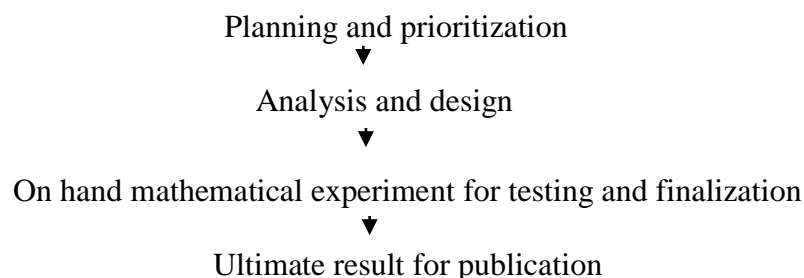 Planning and prioritization
Analysis and design
On hand mathematical experiment for testing and finalization
Ultimate result for publication